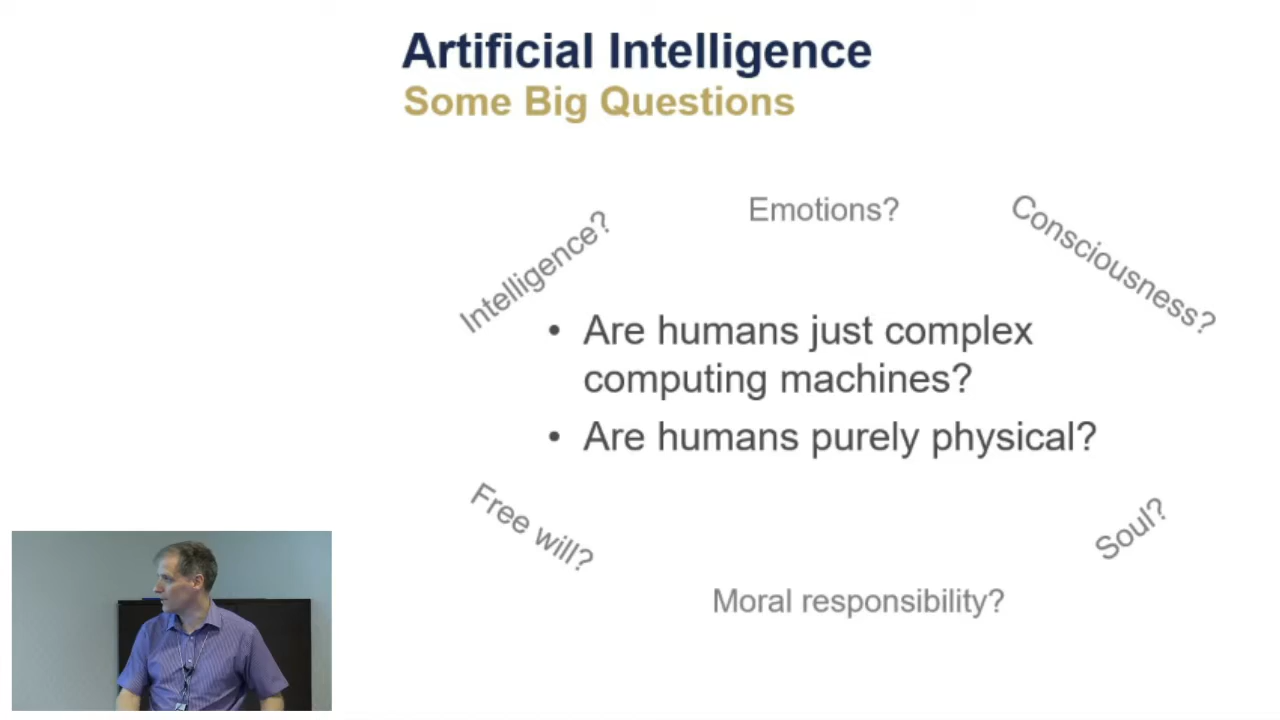 Artificial Intelligence
Some Big Questions
Intelligence?
Emotions?
Consciousness?
• Are humans just complex
computing machines?
• Are humans purely physical?
Free will?
Soul?
Moral responsibility?